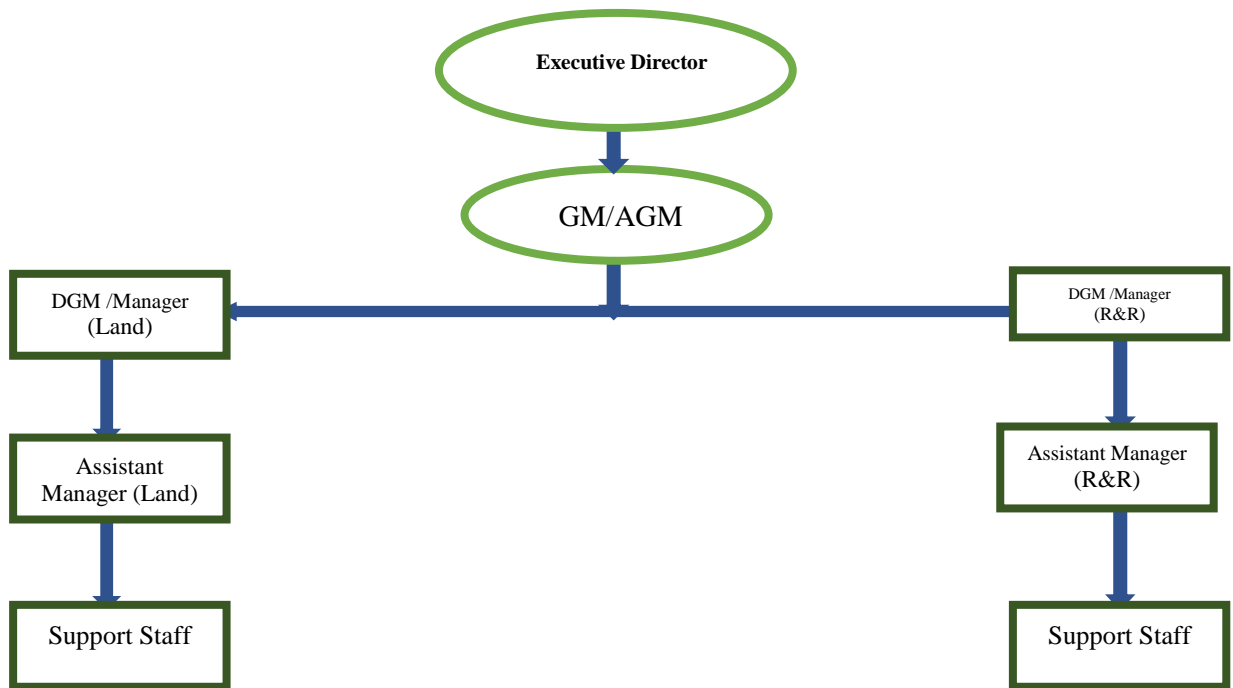 Executive Director
GM/AGM
DGM /Manager
(Land)
DGM /Manager
(R&R)
Assistant
Manager (Land)
Assistant Manager
(R&R)
Support Staff
Support Staff